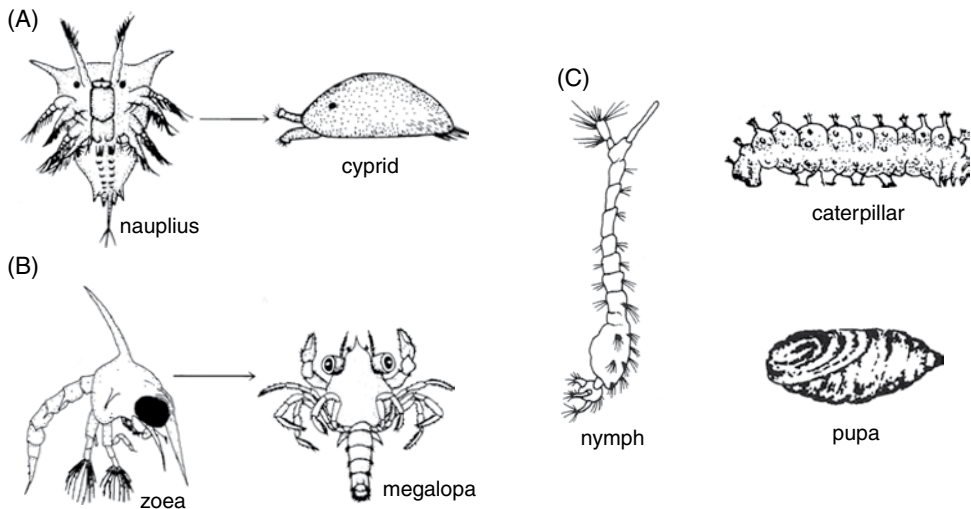 (A)
nauplius
cyprid
(B)
zoea
megalopa
(C)
nymph
caterpillar
pupa